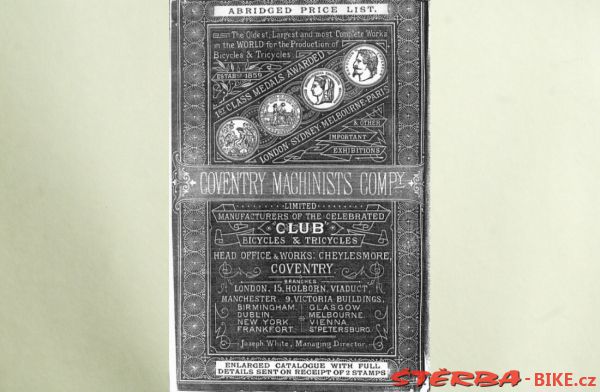 ABRIDGED PRICE LIST.
The Oldest, Largest and most Complete Works
in the WORLD for the Production of
Bicycles & Tricycles.
ESTABD. 1859
1ST CLASS MEDALS AWARDED
LONDON·SYDNEY·MELBOURNE·PARIS
& OTHER
IMPORTANT
EXHIBITIONS
COVENTRY MACHINISTS COMPY.
LIMITED
MANUFACTURERS OF THE CELEBRATED
"CLUB"
BICYCLES & TRICYCLES
HEAD OFFICE & WORKS: CHEYLESMORE,
COVENTRY.
BRANCHES
LONDON, 15, HOLBORN, VIADUCT,
MANCHESTER, 9, VICTORIA BUILDINGS,
BIRMINGHAM, GLASGOW,
DUBLIN, MELBOURNE,
NEW YORK VIENNA,
FRANKFORT, ST PETERSBURG.
Joseph White, Managing Director.
ENLARGED CATALOGUE WITH FULL
DETAILS SENT ON RECEIPT OF 2 STAMPS
ŠTĚRBA-BIKE.cz